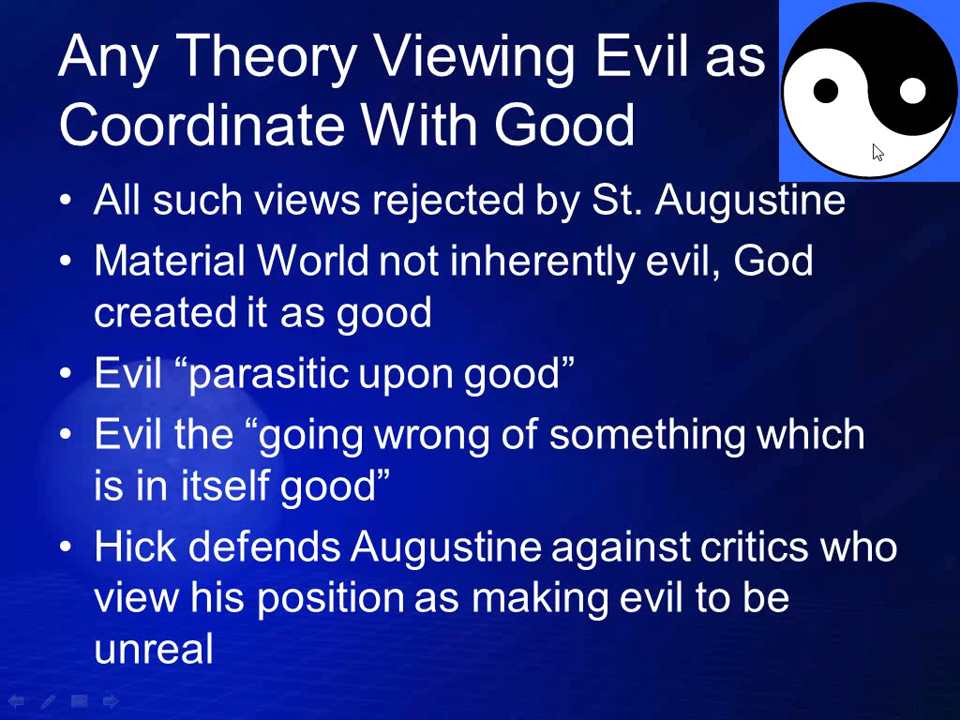 Any Theory Viewing Evil as
Coordinate With Good
• All such views rejected by St. Augustine
• Material World not inherently evil, God
created it as good
• Evil “parasitic upon good”
• Evil the “going wrong of something which
is in itself good”
• Hick defends Augustine against critics who
view his position as making evil to be
unreal